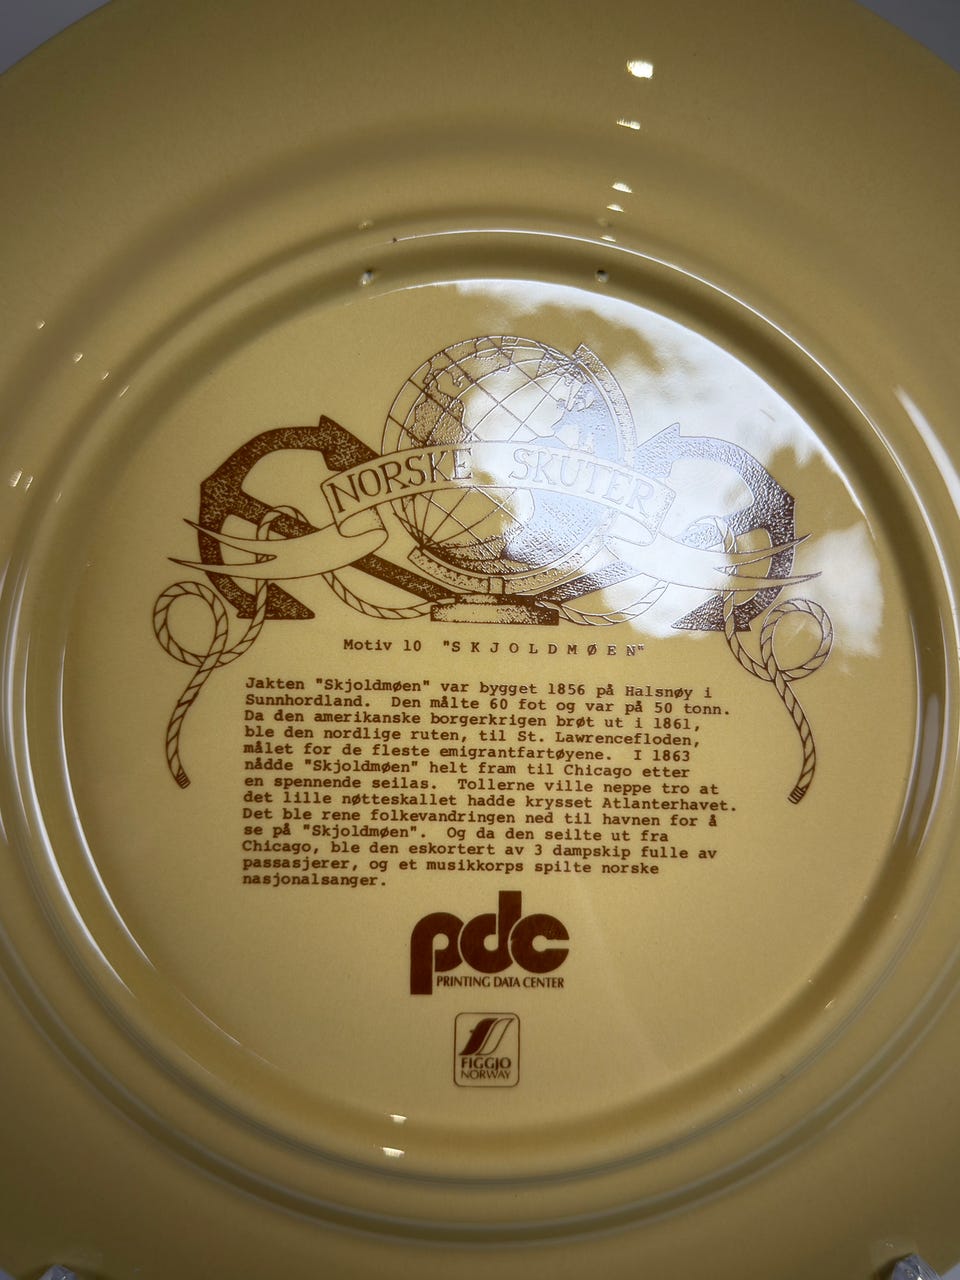 NORSKE SKUTER
Motiv 10 "SKJOLDMØEN"
Jakten "Skjoldmøen" var bygget 1856 på Halsnøy i
Sunnhordland. Den målte 60 fot og var på 50 tonn.
Da den amerikanske borgerkrigen brøt ut i 1861,
ble den nordlige ruten, til St. Lawrencefloden,
målet for de fleste emigrantfartøyene. I 1863
nådde "Skjoldmøen" helt fram til Chicago etter
en spennende seilas. Tollerne ville neppe tro at
det lille nøtteskallet hadde krysset Atlanterhavet.
Det ble rene folkevandringen ned til havnen for å
se på "Skjoldmøen". Og da den seilte ut fra
Chicago, ble den eskortert av 3 dampskip fulle av
passasjerer, og et musikkorps spilte norske
nasjonalsanger.
pdc
PRINTING DATA CENTER
FIGGJO
NORWAY